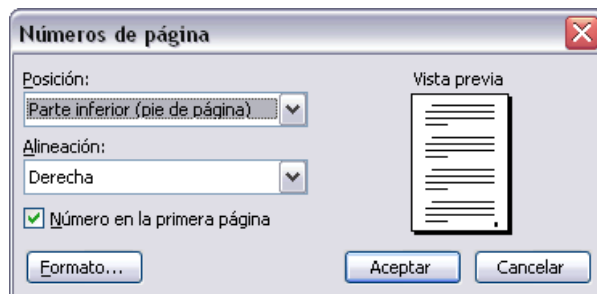 Números de página
Posición:
Vista previa
Parte inferior (pie de página)
Alineación:
Derecha
Número en la primera página
Formato...
Aceptar
Cancelar